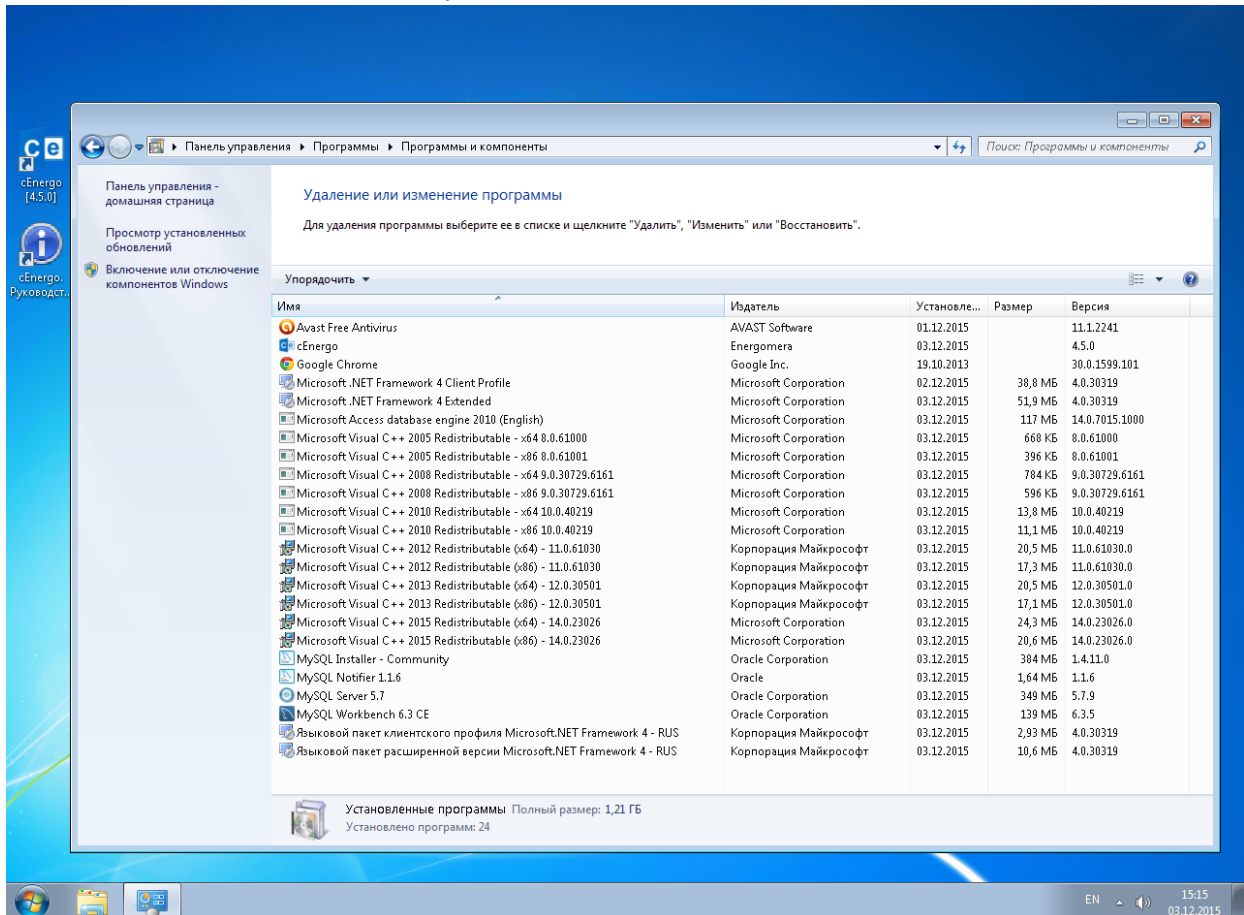 Панель управления ▸ Программы ▸ Программы и компоненты
Поиск: Программы и компоненты
се
cEnergo
[4.5.0]
cEnergo.
Руководст...
Панель управления -
домашняя страница
Просмотр установленных
обновлений
Включение или отключение
компонентов Windows
Удаление или изменение программы
Для удаления программы выберите ее в списке и щелкните "Удалить", "Изменить" или "Восстановить".
Упорядочить
Имя Издатель Установле... Размер Версия
Avast Free Antivirus AVAST Software 01.12.2015 11.1.2241
cEnergo Energomera 03.12.2015 4.5.0
Google Chrome Google Inc. 19.10.2013 30.0.1599.101
Microsoft .NET Framework 4 Client Profile Microsoft Corporation 02.12.2015 38,8 МБ 4.0.30319
Microsoft .NET Framework 4 Extended Microsoft Corporation 03.12.2015 51,9 МБ 4.0.30319
Microsoft Access database engine 2010 (English) Microsoft Corporation 03.12.2015 117 МБ 14.0.7015.1000
Microsoft Visual C++ 2005 Redistributable - x64 8.0.61000 Microsoft Corporation 03.12.2015 668 КБ 8.0.61000
Microsoft Visual C++ 2005 Redistributable - x86 8.0.61001 Microsoft Corporation 03.12.2015 396 КБ 8.0.61001
Microsoft Visual C++ 2008 Redistributable - x64 9.0.30729.6161 Microsoft Corporation 03.12.2015 784 КБ 9.0.30729.6161
Microsoft Visual C++ 2008 Redistributable - x86 9.0.30729.6161 Microsoft Corporation 03.12.2015 596 КБ 9.0.30729.6161
Microsoft Visual C++ 2010 Redistributable - x64 10.0.40219 Microsoft Corporation 03.12.2015 13,8 МБ 10.0.40219
Microsoft Visual C++ 2010 Redistributable - x86 10.0.40219 Microsoft Corporation 03.12.2015 11,1 МБ 10.0.40219
Microsoft Visual C++ 2012 Redistributable (x64) - 11.0.61030 Корпорация Майкрософт 03.12.2015 20,5 МБ 11.0.61030.0
Microsoft Visual C++ 2012 Redistributable (x86) - 11.0.61030 Корпорация Майкрософт 03.12.2015 17,3 МБ 11.0.61030.0
Microsoft Visual C++ 2013 Redistributable (x64) - 12.0.30501 Корпорация Майкрософт 03.12.2015 20,5 МБ 12.0.30501.0
Microsoft Visual C++ 2013 Redistributable (x86) - 12.0.30501 Корпорация Майкрософт 03.12.2015 17,1 МБ 12.0.30501.0
Microsoft Visual C++ 2015 Redistributable (x64) - 14.0.23026 Microsoft Corporation 03.12.2015 24,3 МБ 14.0.23026.0
Microsoft Visual C++ 2015 Redistributable (x86) - 14.0.23026 Microsoft Corporation 03.12.2015 20,6 МБ 14.0.23026.0
MySQL Installer - Community Oracle Corporation 03.12.2015 384 МБ 1.4.11.0
MySQL Notifier 1.1.6 Oracle 03.12.2015 1,64 МБ 1.1.6
MySQL Server 5.7 Oracle Corporation 03.12.2015 349 МБ 5.7.9
MySQL Workbench 6.3 CE Oracle Corporation 03.12.2015 139 МБ 6.3.5
Языковой пакет клиентского профиля Microsoft.NET Framework 4 - RUS Корпорация Майкрософт 03.12.2015 2,93 МБ 4.0.30319
Языковой пакет расширенной версии Microsoft.NET Framework 4 - RUS Корпорация Майкрософт 03.12.2015 10,6 МБ 4.0.30319
Установленные программы Полный размер: 1,21 ГБ
Установлено программ: 24
EN 15:15
03.12.2015